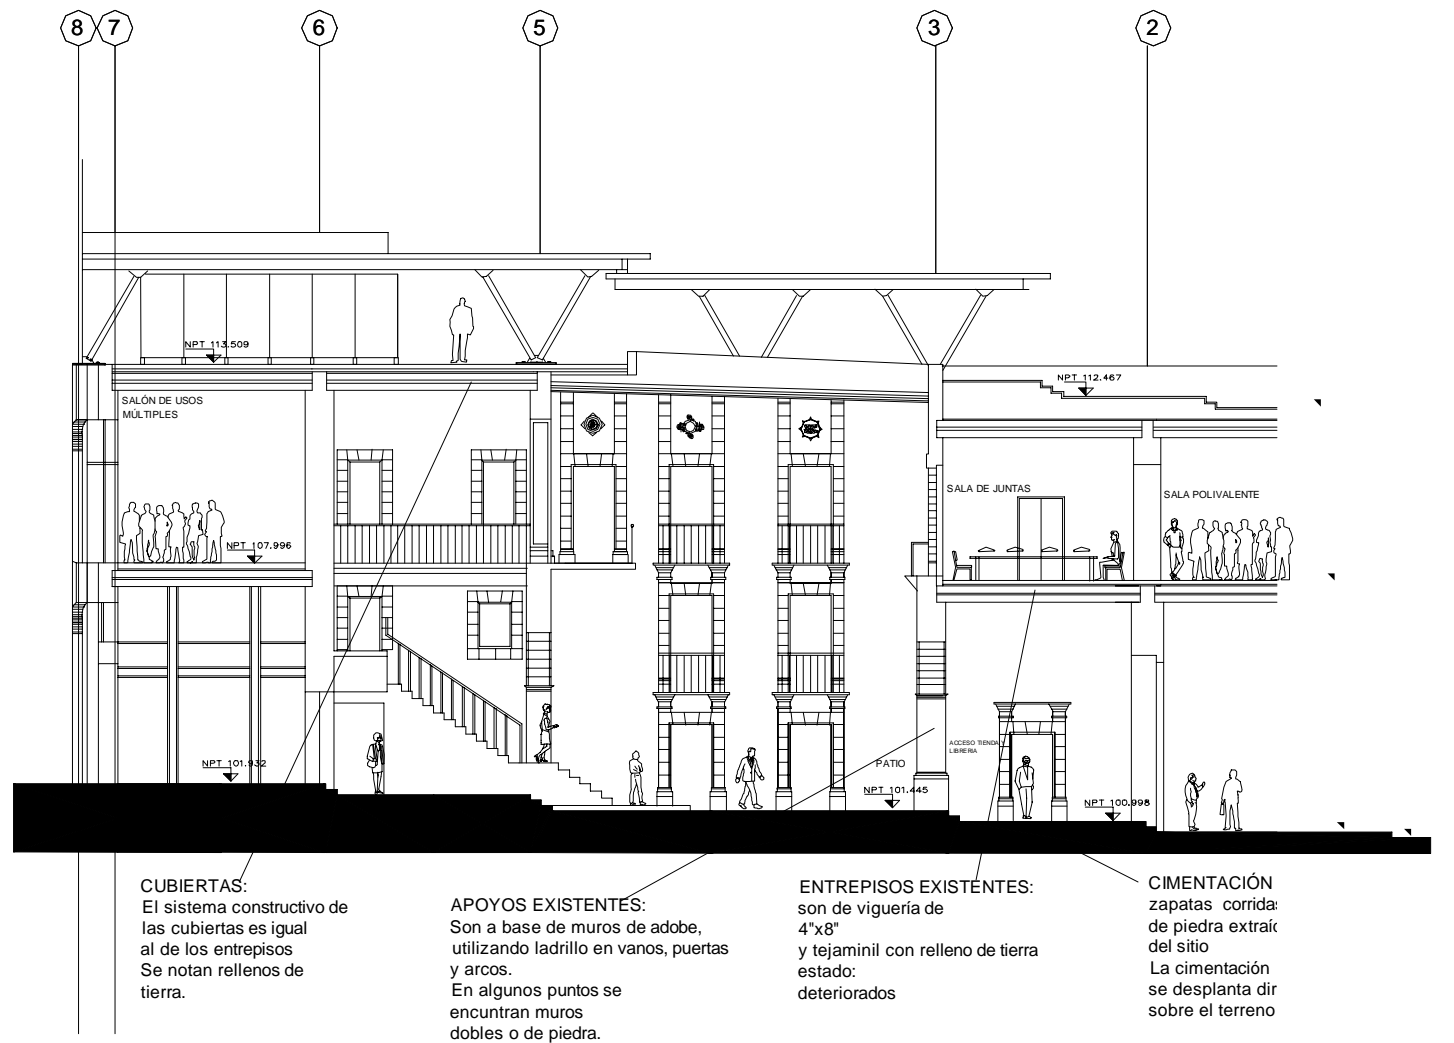 8
7
6
5
3
2
NPT 113.509
NPT 112.467
SALÓN DE USOS
MÚLTIPLES
SALA DE JUNTAS
SALA POLIVALENTE
NPT 107.996
ACCESO TIENDA Y
LIBRERIA
PATIO
NPT 101.932
NPT 101.445
NPT 100.998
CUBIERTAS:
El sistema constructivo de
las cubiertas es igual
al de los entrepisos
Se notan rellenos de
tierra.
APOYOS EXISTENTES:
Son a base de muros de adobe,
utilizando ladrillo en vanos, puertas
y arcos.
En algunos puntos se
encuntran muros
dobles o de piedra.
ENTREPISOS EXISTENTES:
son de viguería de
4"x8"
y tejaminil con relleno de tierra
estado:
deteriorados
CIMENTACIÓN
zapatas corridas
de piedra
del sitio
La cimentación
se desplanta
sobre el terreno